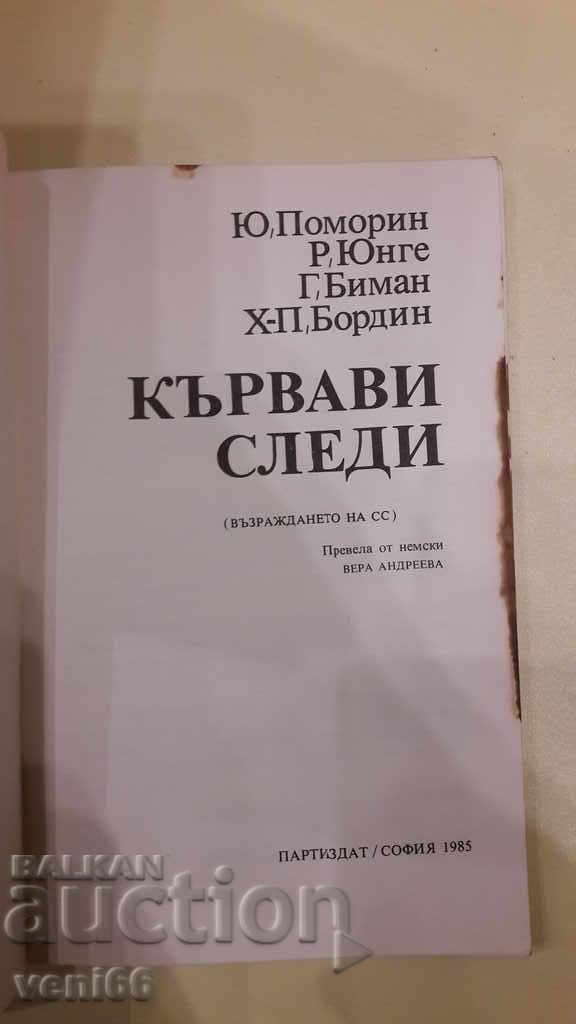 Ю, Поморин
Р, Юнге
Г, Биман
Х-П, Бордин
КЪРВАВИ
СЛЕДИ
(ВЪЗРАЖДАНЕТО НА СС)
Превела от немски
ВЕРА АНДРЕЕВА
ПАРТИЗДАТ / СОФИЯ 1985
BALKAN
auction
veni66